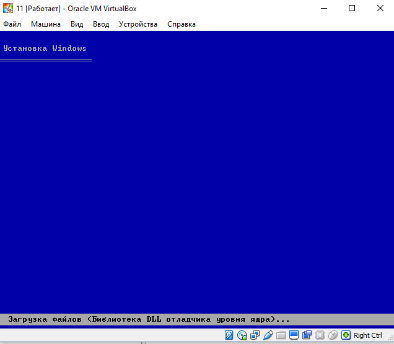 11 [Работает] - Oracle VM VirtualBox
Файл Машина Вид Ввод Устройства Справка
Установка Windows
Загрузка файлов (Библиотека DLL отладчика уровня ядра)...
Right Ctrl